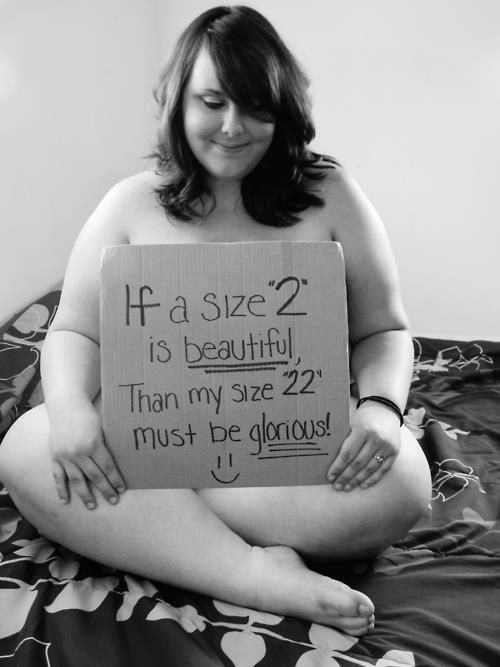 If a size "2"
is beautiful,
Than my size "22"
must be glorious!